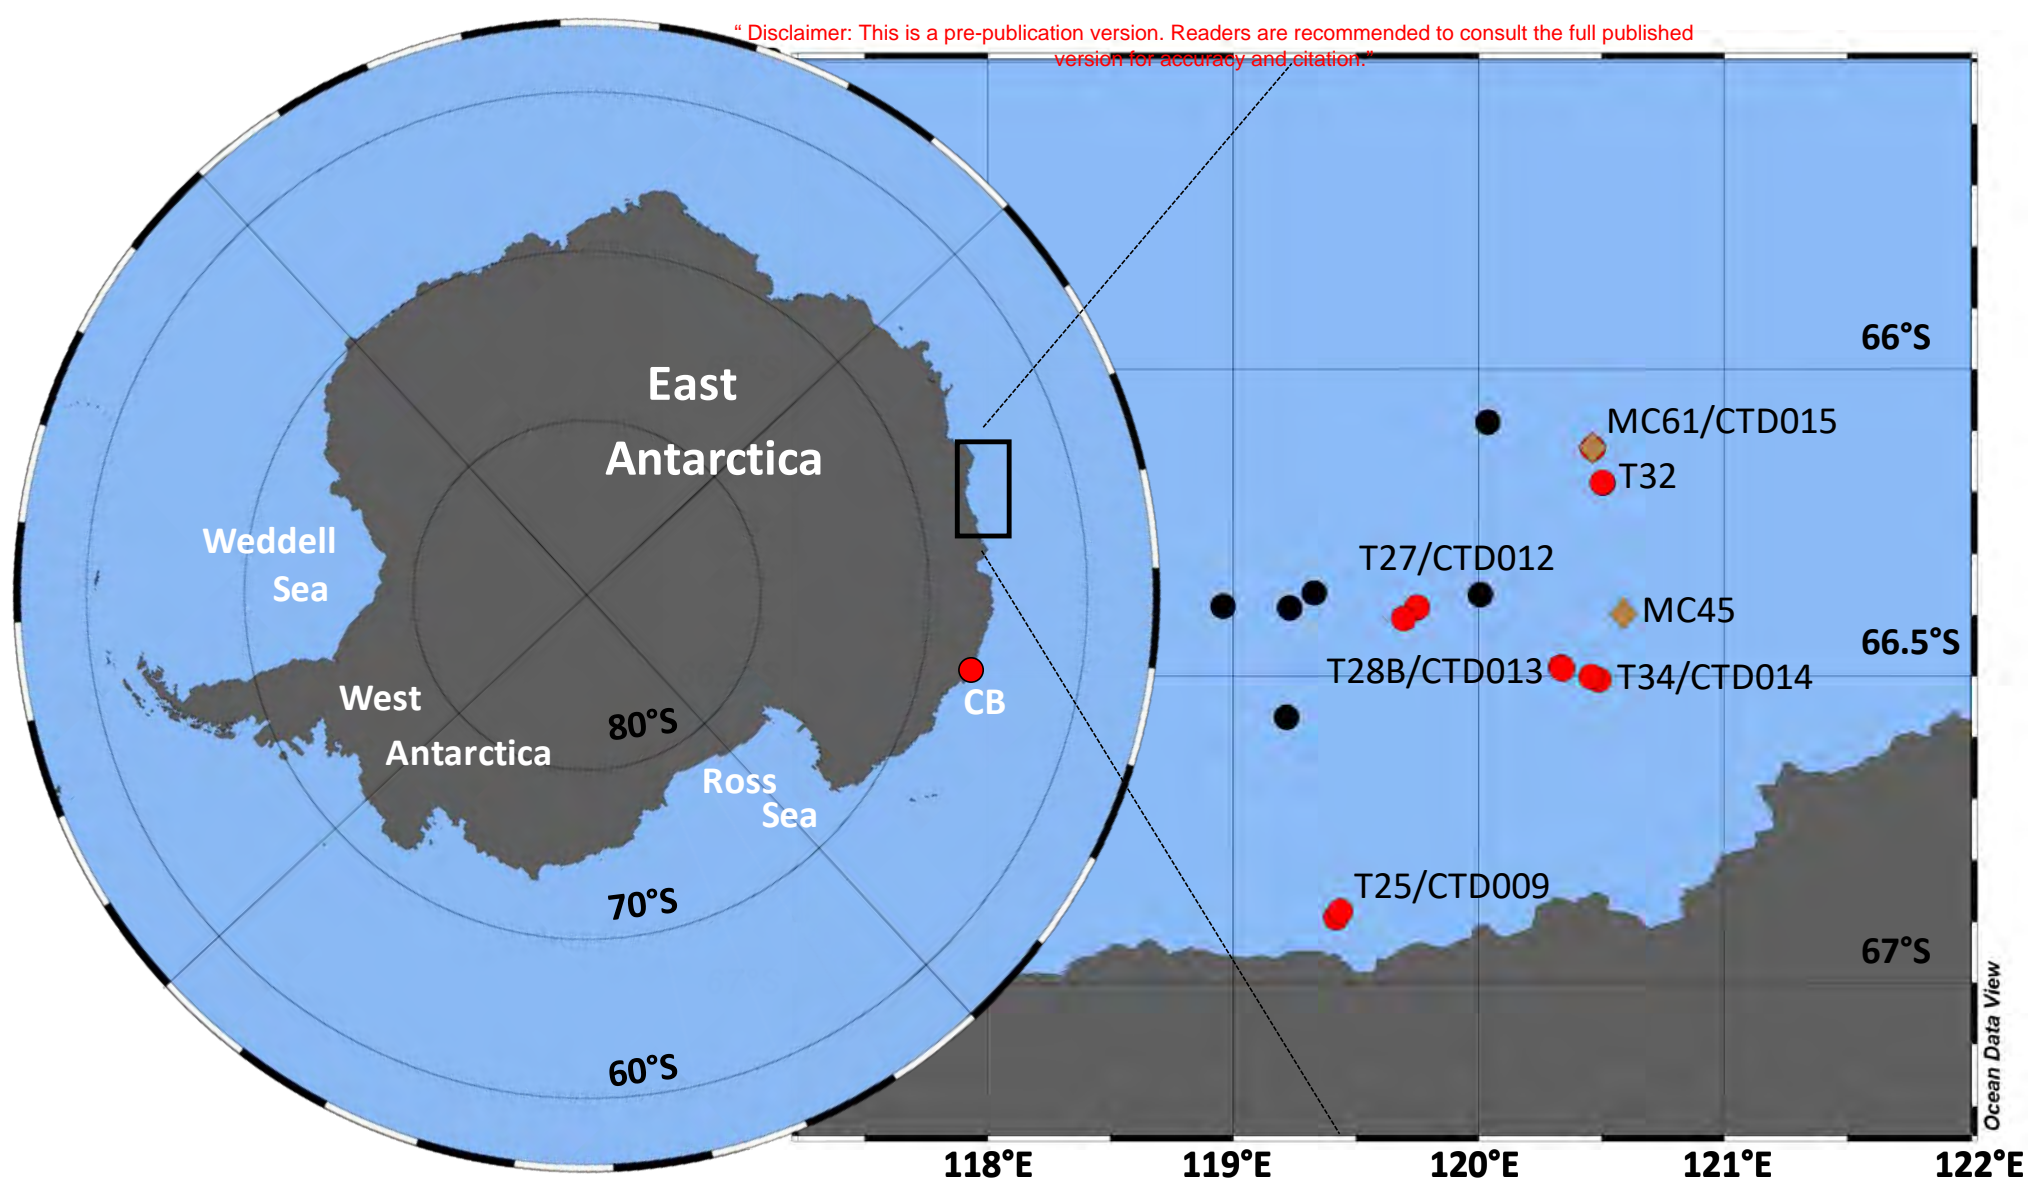 “ Disclaimer: This is a pre-publication version. Readers are recommended to consult the full published
version for accuracy and citation.”
East
Antarctica
Weddell
Sea
West
Antarctica
80°S
Ross
Sea
CB
70°S
60°S
66°S
MC61/CTD015
T32
T27/CTD012
MC45
66.5°S
T28B/CTD013
T34/CTD014
T25/CTD009
67°S
Ocean Data View
118°E
119°E
120°E
121°E
122°E